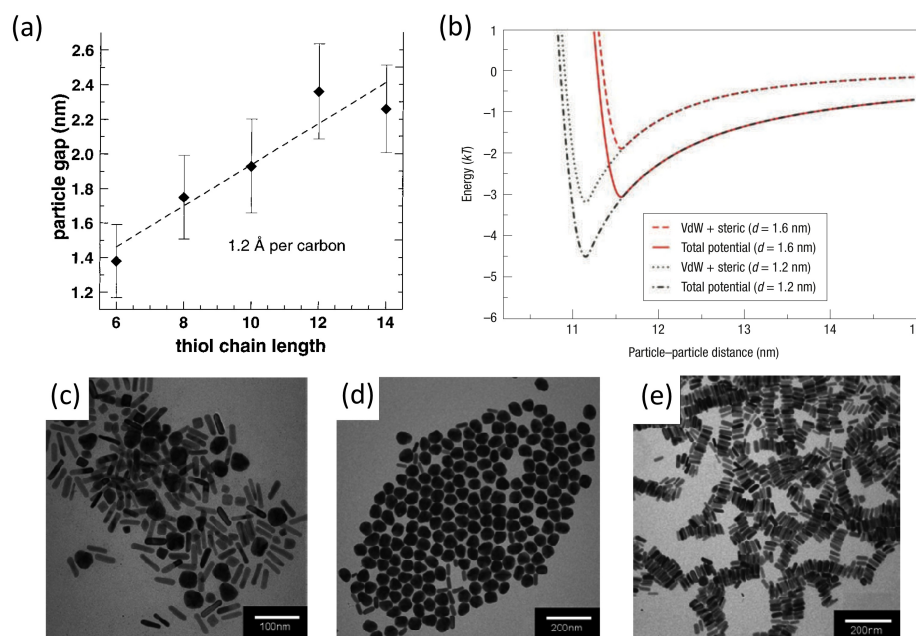 (a)
particle gap (nm)
2.6
2.4
2.2
2.0
1.8
1.6
1.4
1.2
1.2 Å per carbon
6 8 10 12 14
thiol chain length
(b)
Energy (kT)
1
0
–1
–2
–3
–4
–5
–6
VdW + steric (d = 1.6 nm)
Total potential (d = 1.6 nm)
VdW + steric (d = 1.2 nm)
Total potential (d = 1.2 nm)
11 12 13 14
Particle–particle distance (nm)
(c)
100nm
(d)
200nm
(e)
200nm